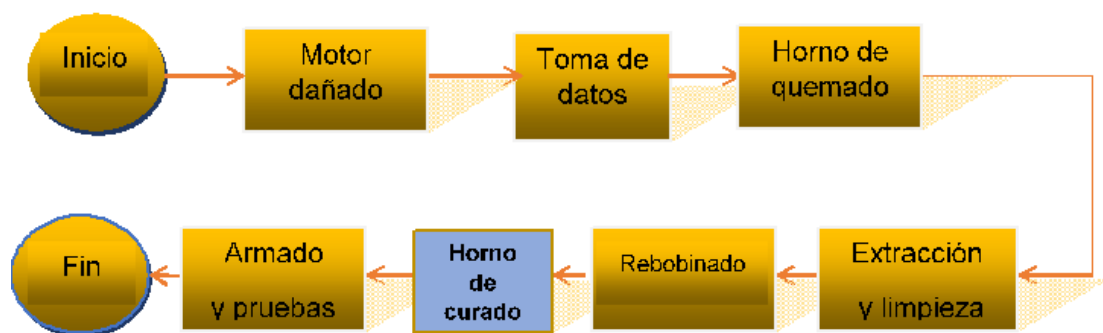 Inicio
Motor
dañado
Toma de
datos
Horno de
quemado
Extracción
y limpieza
Rebobinado
Horno
de
curado
Armado
y pruebas
Fin